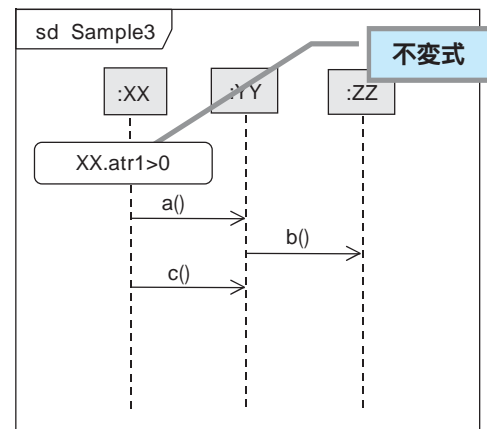 sd Sample3
不変式
:XX
:YY
:ZZ
XX.atr1>0
a()
b()
c()